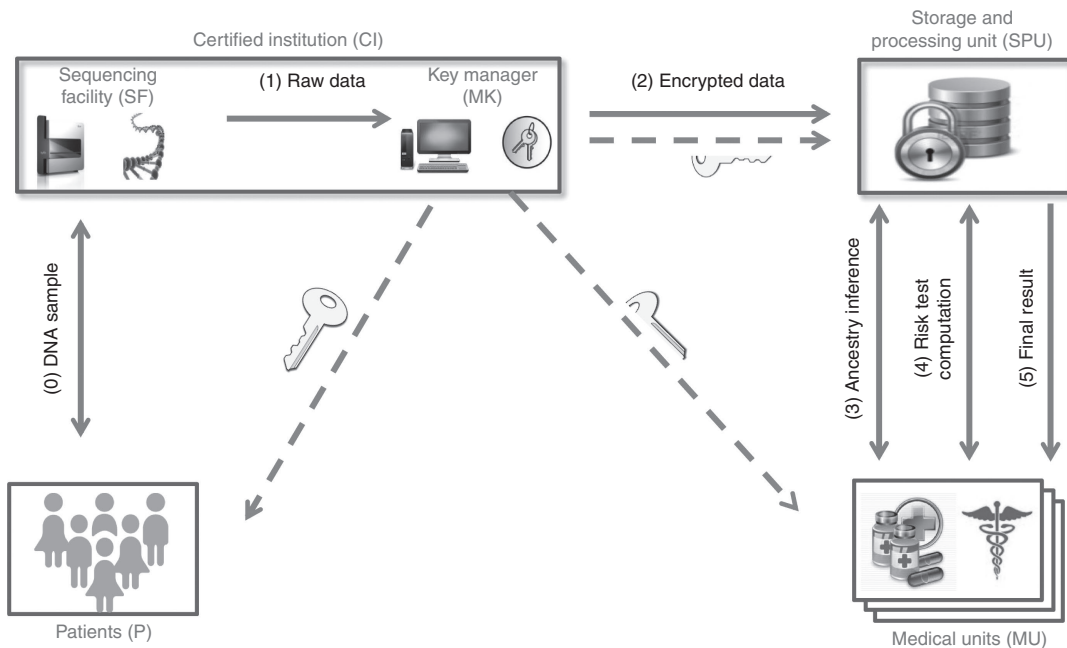 Certified institution (CI)
Storage and
processing unit (SPU)
Sequencing
facility (SF)
(1) Raw data
Key manager
(MK)
(2) Encrypted data
(0) DNA sample
(3) Ancestry inference
(4) Risk test
computation
(5) Final result
Patients (P)
Medical units (MU)